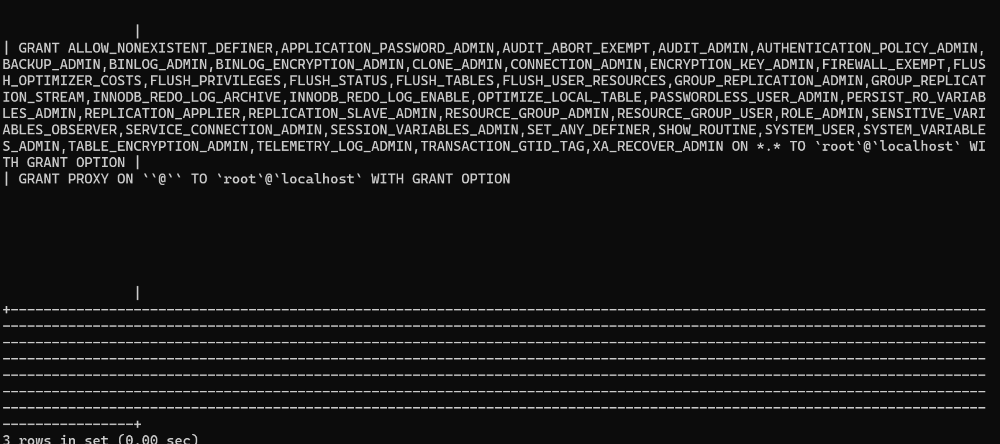 |
| GRANT ALLOW_NONEXISTENT_DEFINER,APPLICATION_PASSWORD_ADMIN,AUDIT_ABORT_EXEMPT,AUDIT_ADMIN,AUTHENTICATION_POLICY_ADMIN,
BACKUP_ADMIN,BINLOG_ADMIN,BINLOG_ENCRYPTION_ADMIN,CLONE_ADMIN,CONNECTION_ADMIN,ENCRYPTION_KEY_ADMIN,FIREWALL_EXEMPT,FLUS
H_OPTIMIZER_COSTS,FLUSH_PRIVILEGES,FLUSH_STATUS,FLUSH_TABLES,FLUSH_USER_RESOURCES,GROUP_REPLICATION_ADMIN,GROUP_REPLICAT
ION_STREAM,INNODB_REDO_LOG_ARCHIVE,INNODB_REDO_LOG_ENABLE,OPTIMIZE_LOCAL_TABLE,PASSWORDLESS_USER_ADMIN,PERSIST_RO_VARIAB
LES_ADMIN,REPLICATION_APPLIER,REPLICATION_SLAVE_ADMIN,RESOURCE_GROUP_ADMIN,RESOURCE_GROUP_USER,ROLE_ADMIN,SENSITIVE_VARI
ABLES_OBSERVER,SERVICE_CONNECTION_ADMIN,SESSION_VARIABLES_ADMIN,SET_ANY_DEFINER,SHOW_ROUTINE,SYSTEM_USER,SYSTEM_VARIABLE
S_ADMIN,TABLE_ENCRYPTION_ADMIN,TELEMETRY_LOG_ADMIN,TRANSACTION_GTID_TAG,XA_RECOVER_ADMIN ON *.* TO `root`@`localhost` WI
TH GRANT OPTION |
| GRANT PROXY ON ``@`` TO `root`@`localhost` WITH GRANT OPTION
|
+-----------------------------------------------------------------------------------------------------------------------
------------------------------------------------------------------------------------------------------------------------
------------------------------------------------------------------------------------------------------------------------
------------------------------------------------------------------------------------------------------------------------
------------------------------------------------------------------------------------------------------------------------
------------------------------------------------------------------------------------------------------------------------
------------------------------------------------------------------------------------------------------------------------
----------------+
3 rows in set (0.00 sec)